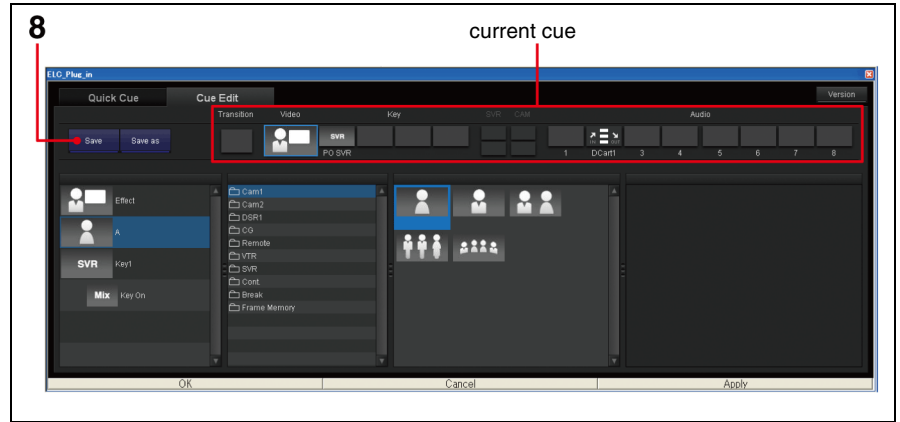 8
current cue
ELC_Plug_in
Quick Cue Cue Edit Version
Transition Video Key SVR CAM Audio
Save Save as
SVR
IN OUT
PO SVR 1 DCart1 3 4 5 6 7 8
Effect
A
SVR Key1
Mix Key On
Cam1
Cam2
DSR1
CG
Remote
VTR
SVR
Cont.
Break
Frame Memory
OK Cancel Apply